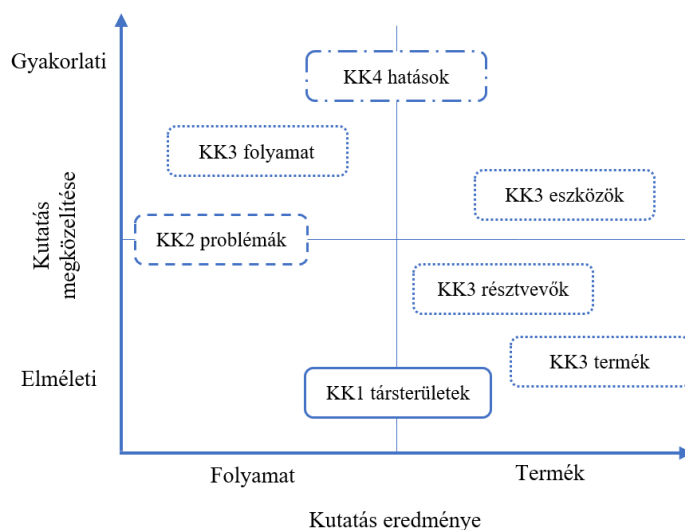 Gyakorlati
KK4 hatások
KK3 folyamat
KK3 eszközök
Kutatás
megközelítése
KK2 problémák
KK3 résztvevők
KK3 termék
Elméleti
KK1 társterületek
Folyamat
Termék
Kutatás eredménye